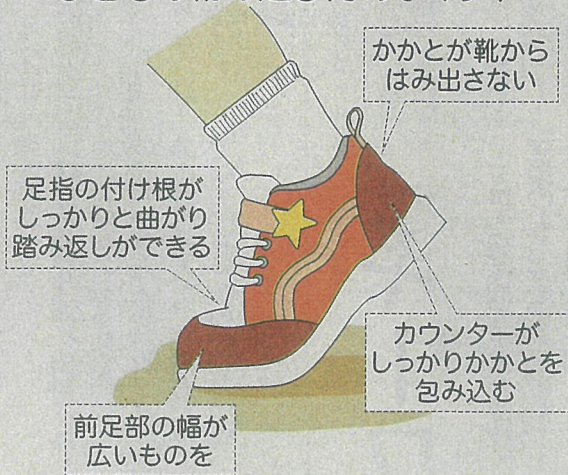 かかとが靴から
はみ出さない
足指の付け根が
しっかりと曲がり
踏み返しができる
カウンターが
しっかりかかとを
包み込む
前足部の幅が
広いものを